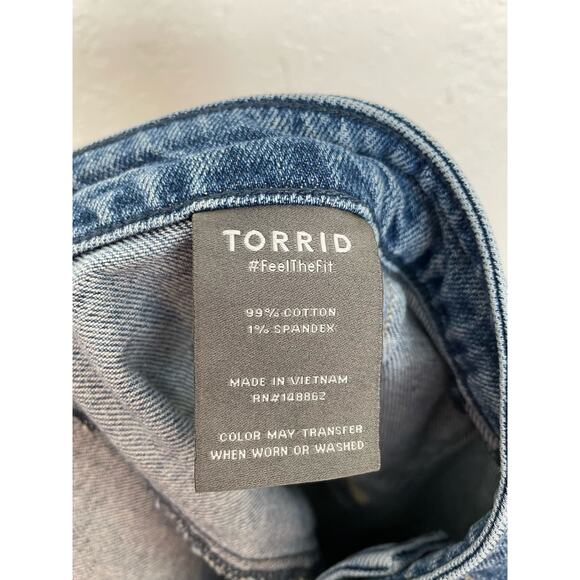 TORRID
#FeelTheFit
99% COTTON
1% SPANDEX
MADE IN VIETNAM
RN#148862
COLOR MAY TRANSFER
WHEN WORN OR WASHED